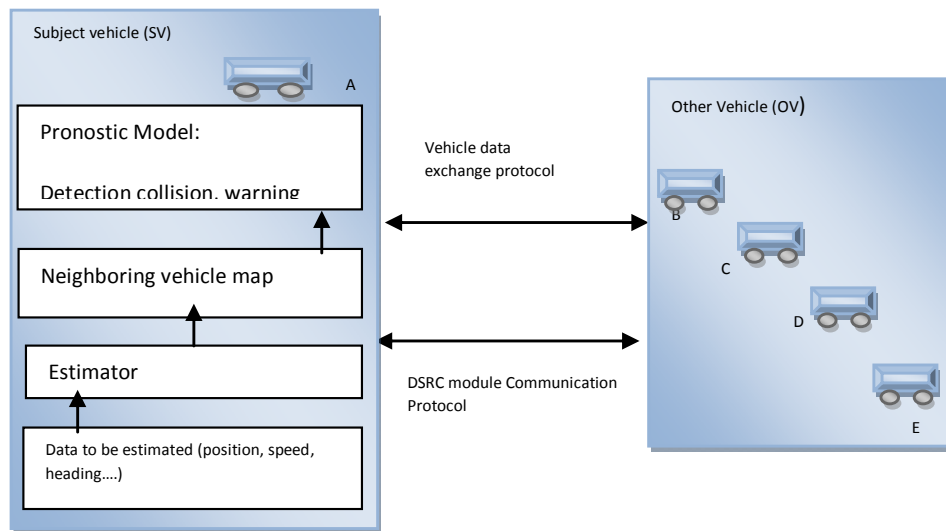 Subject vehicle (SV)
A
Pronostic Model:
Detection collision, warning
Neighboring vehicle map
Estimator
Data to be estimated (position, speed,
heading....)
Vehicle data
exchange protocol
DSRC module Communication
Protocol
Other Vehicle (OV)
B
C
D
E